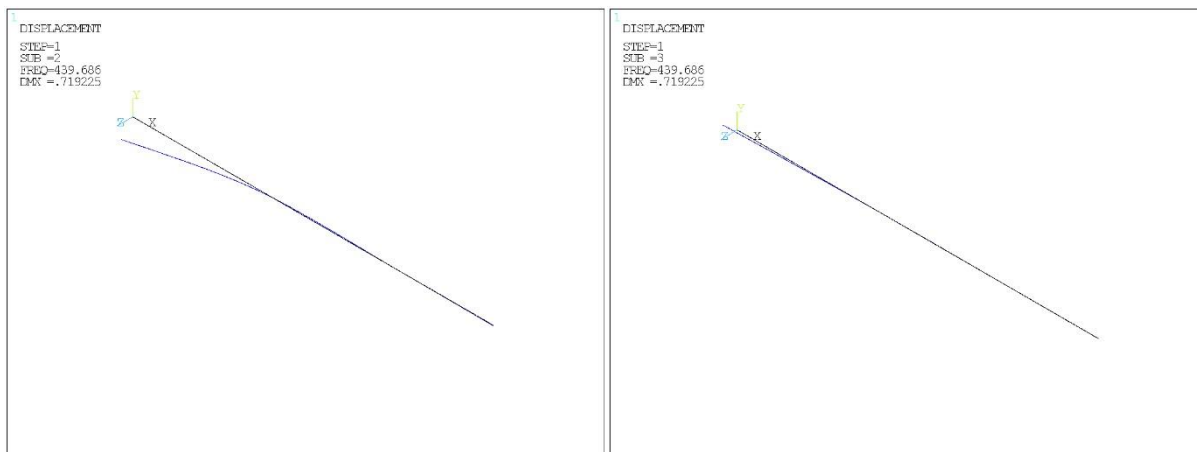 1
DISPLACEMENT
STEP=1
SUB =2
FREQ=439.686
DMX =.719225
Y
Z X
1
DISPLACEMENT
STEP=1
SUB =3
FREQ=439.686
DMX =.719225
Y
Z X